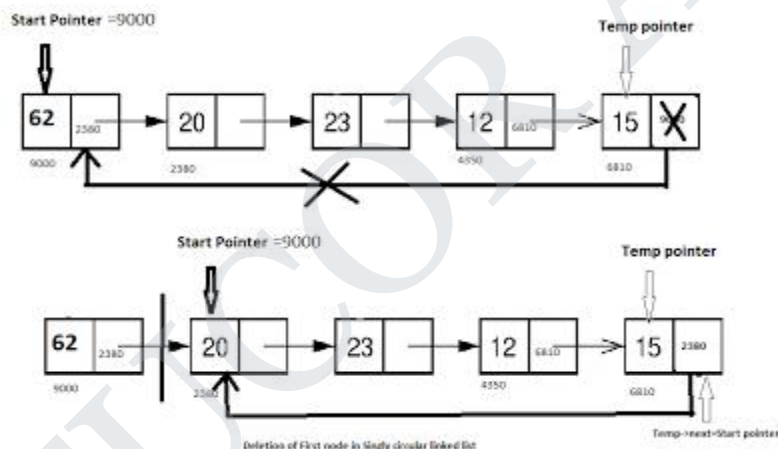 Start Pointer =9000
Temp pointer
62 2380 20 23 12 6810 15
9000 2380 4350 6810
Start Pointer =9000
Temp pointer
62 2380 20 23 12 6810 15 2380
9000 2380 4350 6810
Temp->next=Start pointer
Deletion of First node in Singly circular linked list